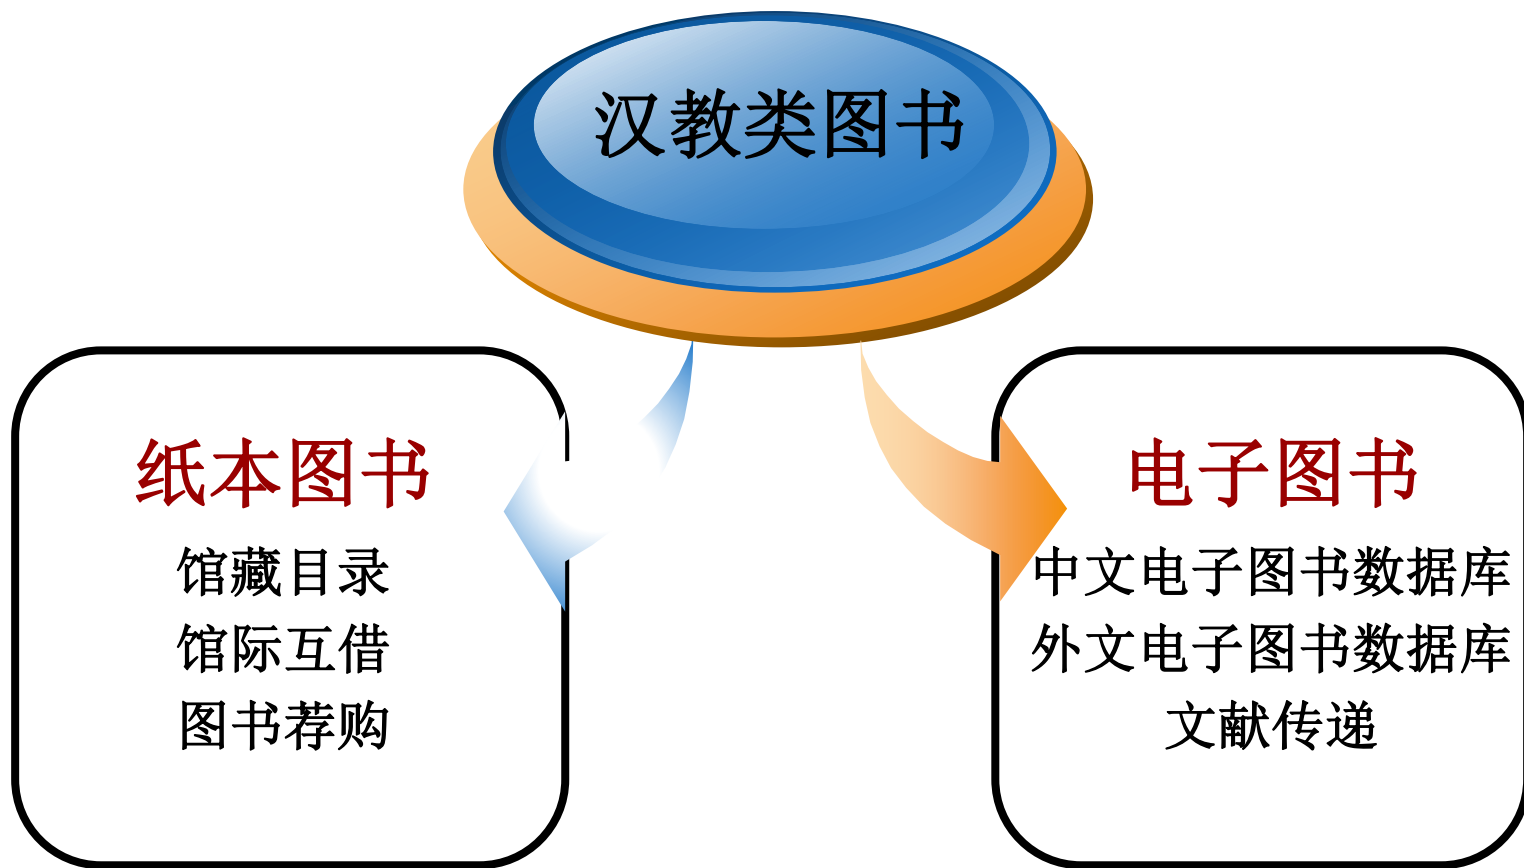 汉教类图书
纸本图书
馆藏目录
馆际互借
图书荐购
电子图书
中文电子图书数据库
外文电子图书数据库
文献传递